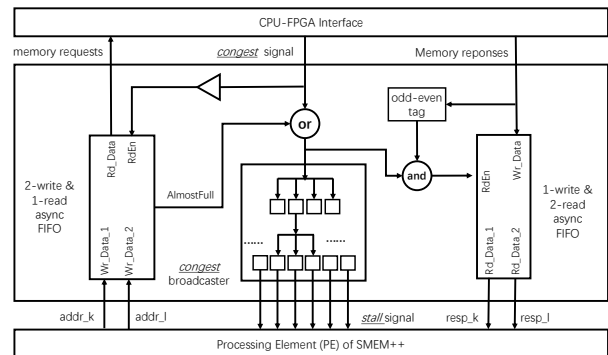 CPU-FPGA Interface
memory requests
congest signal
Memory reponses
odd-even
tag
or
and
Rd_Data
RdEn
2-write &
1-read
async
FIFO
AlmostFull
Wr_Data_1
Wr_Data_2
RdEn
Wr_Data
1-write &
2-read
async
FIFO
Rd_Data_1
Rd_Data_2
......
......
congest
broadcaster
addr_k
addr_l
stall signal
resp_k
resp_l
Processing Element (PE) of SMEM++